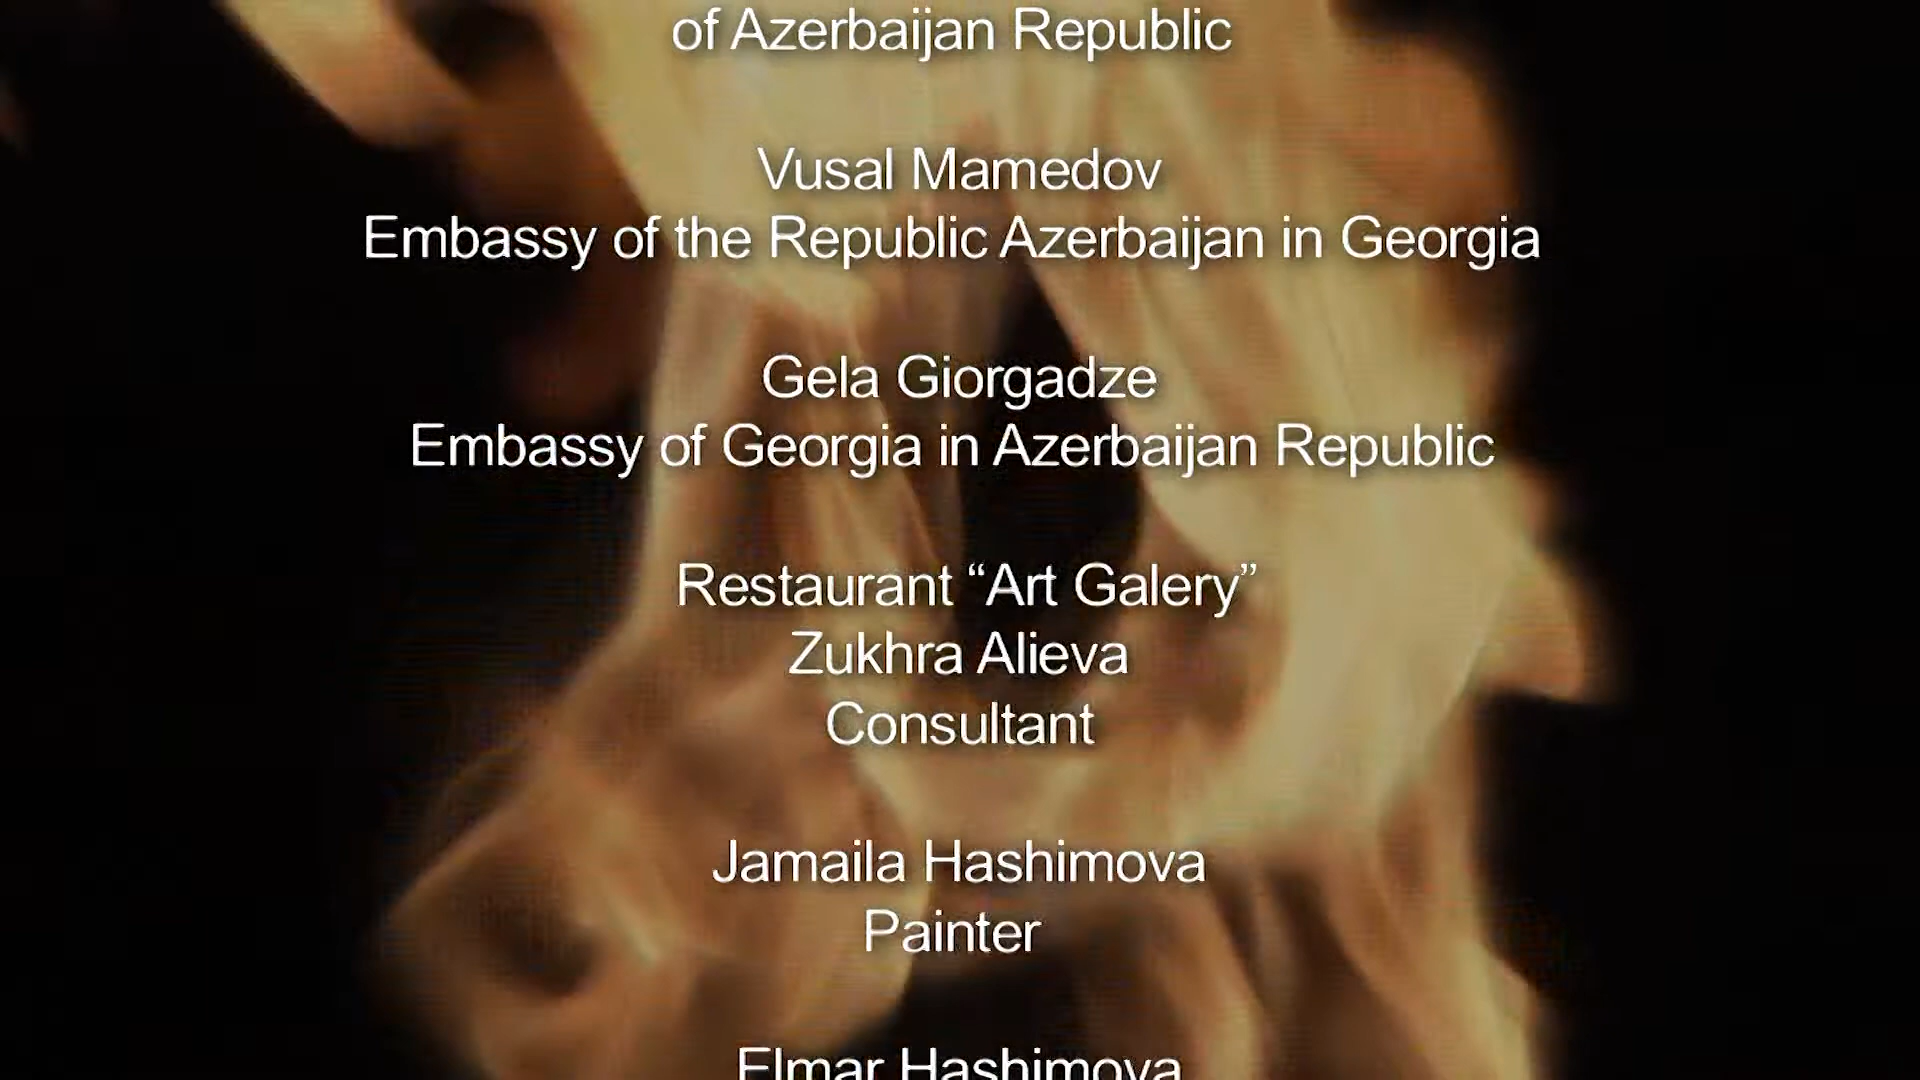 of Azerbaijan Republic
Vusal Mamedov
Embassy of the Republic Azerbaijan in Georgia
Gela Giorgadze
Embassy of Georgia in Azerbaijan Republic
Restaurant “Art Galery”
Zukhra Alieva
Consultant
Jamaila Hashimova
Painter
Elmar Hashimova